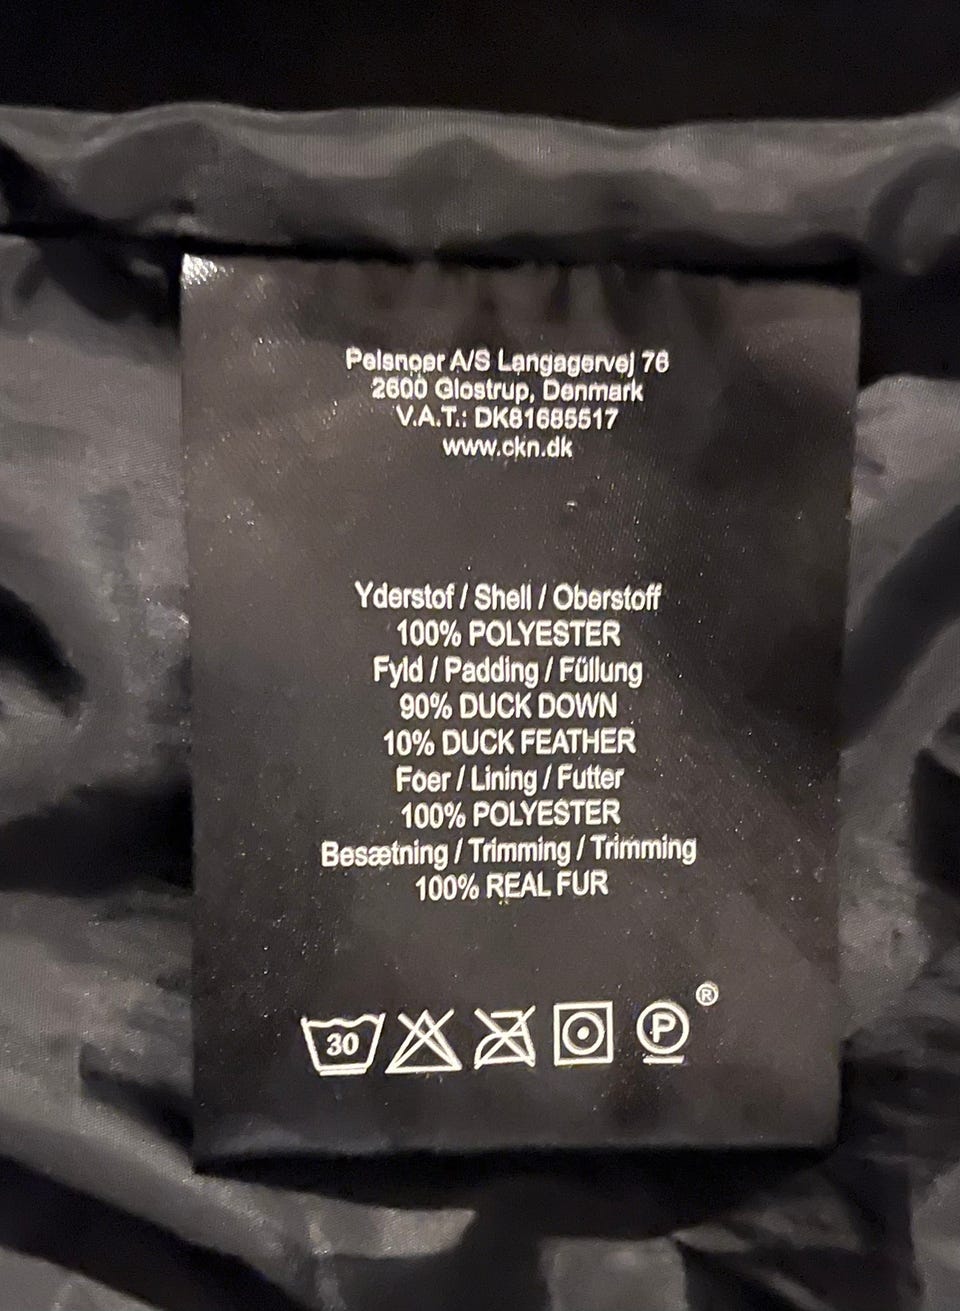 Pelsnoer A/S Langagervej 76
2600 Glostrup, Denmark
V.A.T.: DK81685517
www.ckn.dk
Yderstof / Shell / Oberstoff
100% POLYESTER
Fyld / Padding / Füllung
90% DUCK DOWN
10% DUCK FEATHER
Foer / Lining / Futter
100% POLYESTER
Besætning / Trimming / Trimming
100% REAL FUR
30 P ®